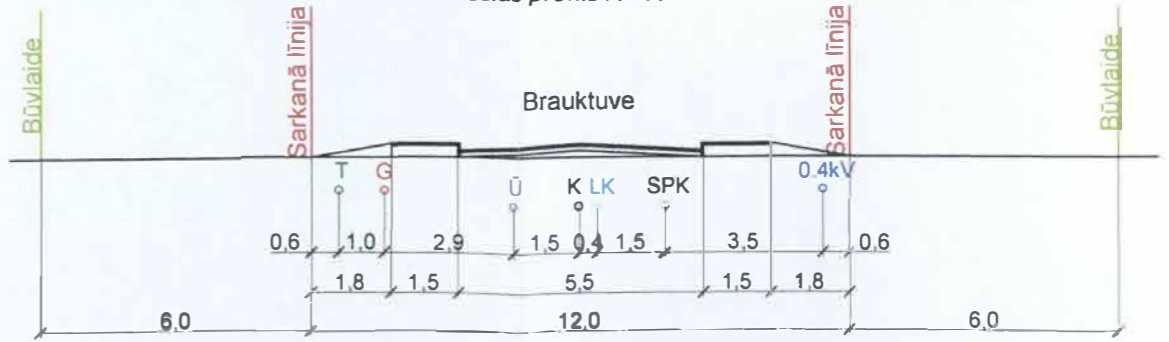 Būvlaide
Sarkanā līnija
Brauktuve
Sarkanā līnija
Būvlaide
T G Ū K LK SPK 0.4kV
0,6 1,0 2,9 1,5 0,4 1,5 3,5 0,6
1,8 1,5 5,5 1,5 1,8
6,0 12,0 6,0